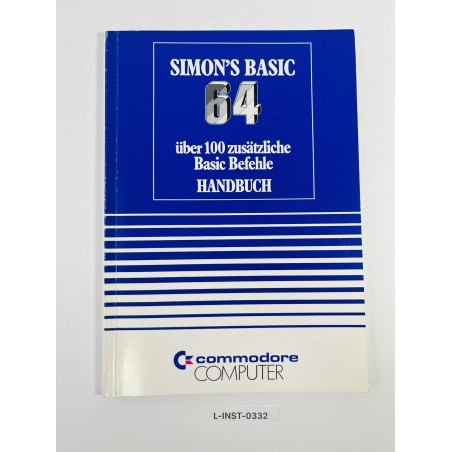 SIMON'S BASIC
64
über 100 zusätzliche
Basic Befehle
HANDBUCH
commodore
COMPUTER
L-INST-0332